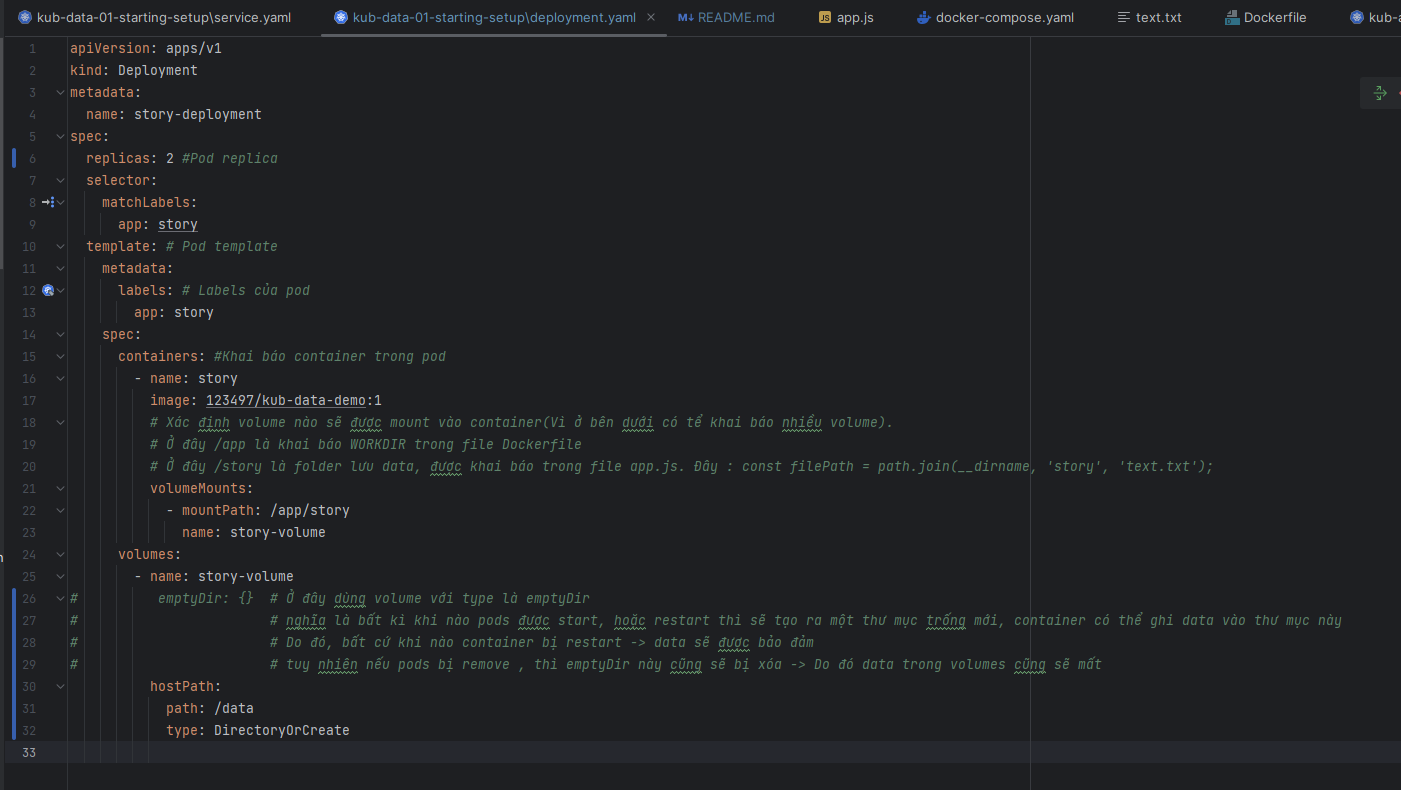 kub-data-01-starting-setup\service.yaml kub-data-01-starting-setup\deployment.yaml README.md app.js docker-compose.yaml text.txt Dockerfile
1 apiVersion: apps/v1
2 kind: Deployment
3 metadata:
4 name: story-deployment
5 spec:
6 replicas: 2 #Pod replica
7 selector:
8 matchLabels:
9 app: story
10 template: # Pod template
11 metadata:
12 labels: # Labels của pod
13 app: story
14 spec:
15 containers: #Khai báo container trong pod
16 - name: story
17 image: 123497/kub-data-demo:1
18 # Xác định volume nào sẽ được mount vào container(Vì ở bên dưới có tể khai báo nhiều volume).
19 # Ở đây /app là khai báo WORKDIR trong file Dockerfile
20 # Ở đây /story là folder lưu data, được khai báo trong file app.js. Đây : const filePath = path.join(__dirname, 'story', 'text.txt');
21 volumeMounts:
22 - mountPath: /app/story
23 name: story-volume
24 volumes:
25 - name: story-volume
26 # emptyDir: {} # Ở đây dùng volume với type là emptyDir
27 # # nghĩa là bất kì khi nào pods được start, hoặc restart thì sẽ tạo ra một thư mục trống mới, container có thể ghi data vào thư mục này
28 # # Do đó, bất cứ khi nào container bị restart -> data sẽ được bảo đảm
29 # # tuy nhiên nếu pods bị remove , thì emptyDir này cũng sẽ bị xóa -> Do đó data trong volumes cũng sẽ mất
30 hostPath:
31 path: /data
32 type: DirectoryOrCreate
33